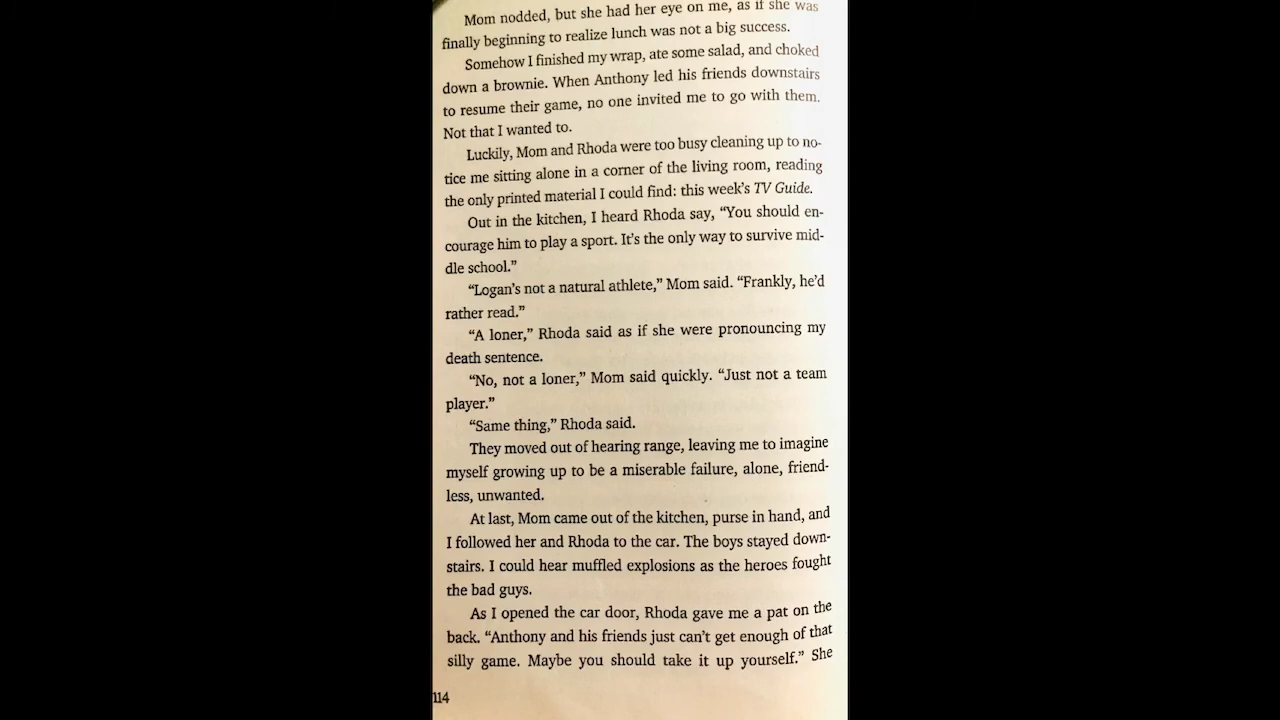 Mom nodded, but she had her eye on me, as if she was
finally beginning to realize lunch was not a big success.
Somehow I finished my wrap, ate some salad, and choked
down a brownie. When Anthony led his friends downstairs
to resume their game, no one invited me to go with them.
Not that I wanted to.
Luckily, Mom and Rhoda were too busy cleaning up to no-
tice me sitting alone in a corner of the living room, reading
the only printed material I could find: this week’s TV Guide.
Out in the kitchen, I heard Rhoda say, “You should en-
courage him to play a sport. It’s the only way to survive mid-
dle school.”
“Logan’s not a natural athlete,” Mom said. “Frankly, he’d
rather read.”
“A loner,” Rhoda said as if she were pronouncing my
death sentence.
“No, not a loner,” Mom said quickly. “Just not a team
player.”
“Same thing,” Rhoda said.
They moved out of hearing range, leaving me to imagine
myself growing up to be a miserable failure, alone, friend-
less, unwanted.
At last, Mom came out of the kitchen, purse in hand, and
I followed her and Rhoda to the car. The boys stayed down-
stairs. I could hear muffled explosions as the heroes fought
the bad guys.
As I opened the car door, Rhoda gave me a pat on the
back. “Anthony and his friends just can’t get enough of that
silly game. Maybe you should take it up yourself.” She
114